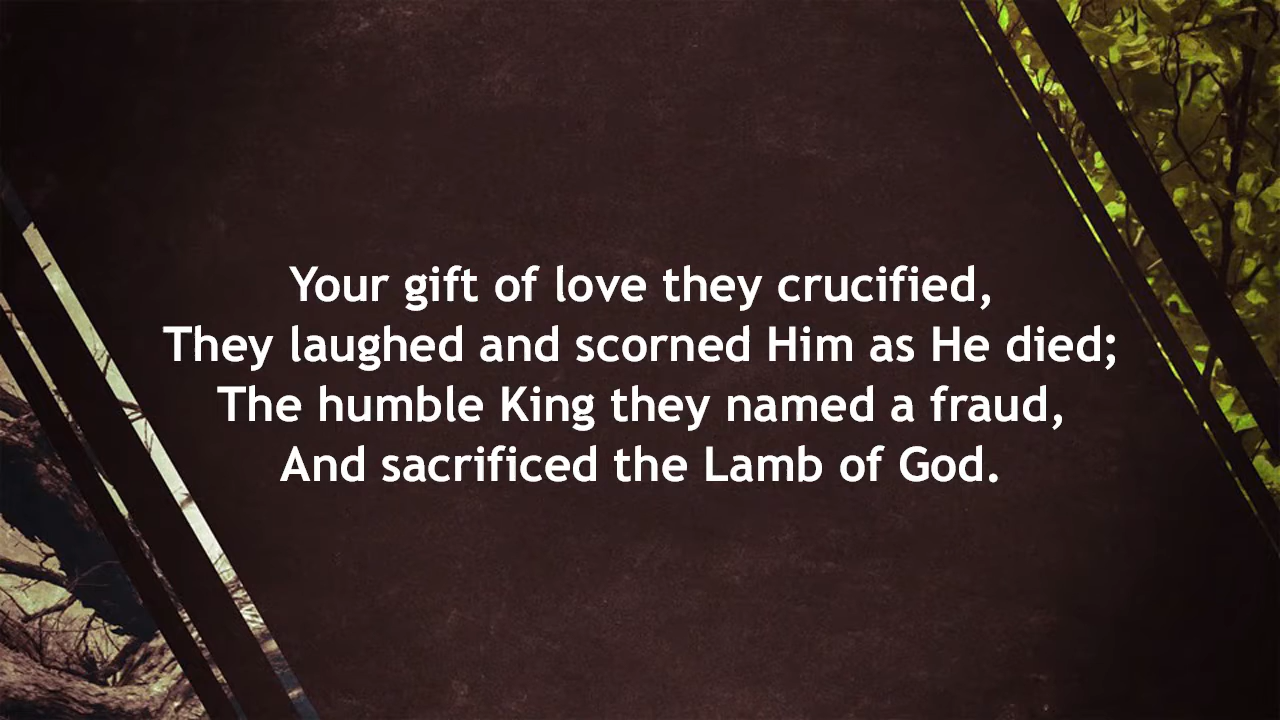 Your gift of love they crucified,
They laughed and scorned Him as He died;
The humble King they named a fraud,
And sacrificed the Lamb of God.